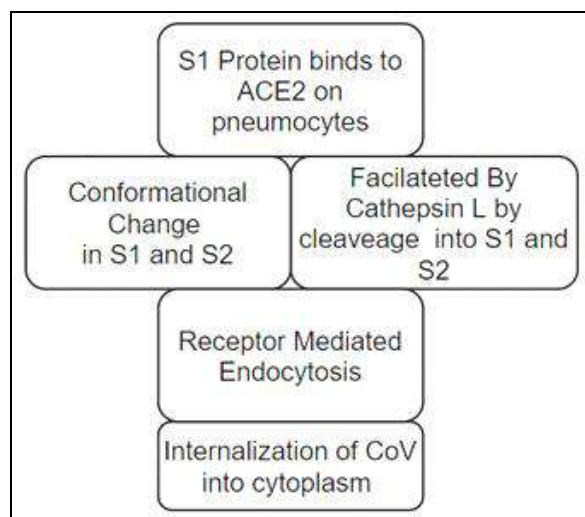 S1 Protein binds to
ACE2 on
pneumocytes
Conformational
Change
in S1 and S2
Facilateted By
Cathepsin L by
cleaveage into S1 and
S2
Receptor Mediated
Endocytosis
Internalization of CoV
into cytoplasm